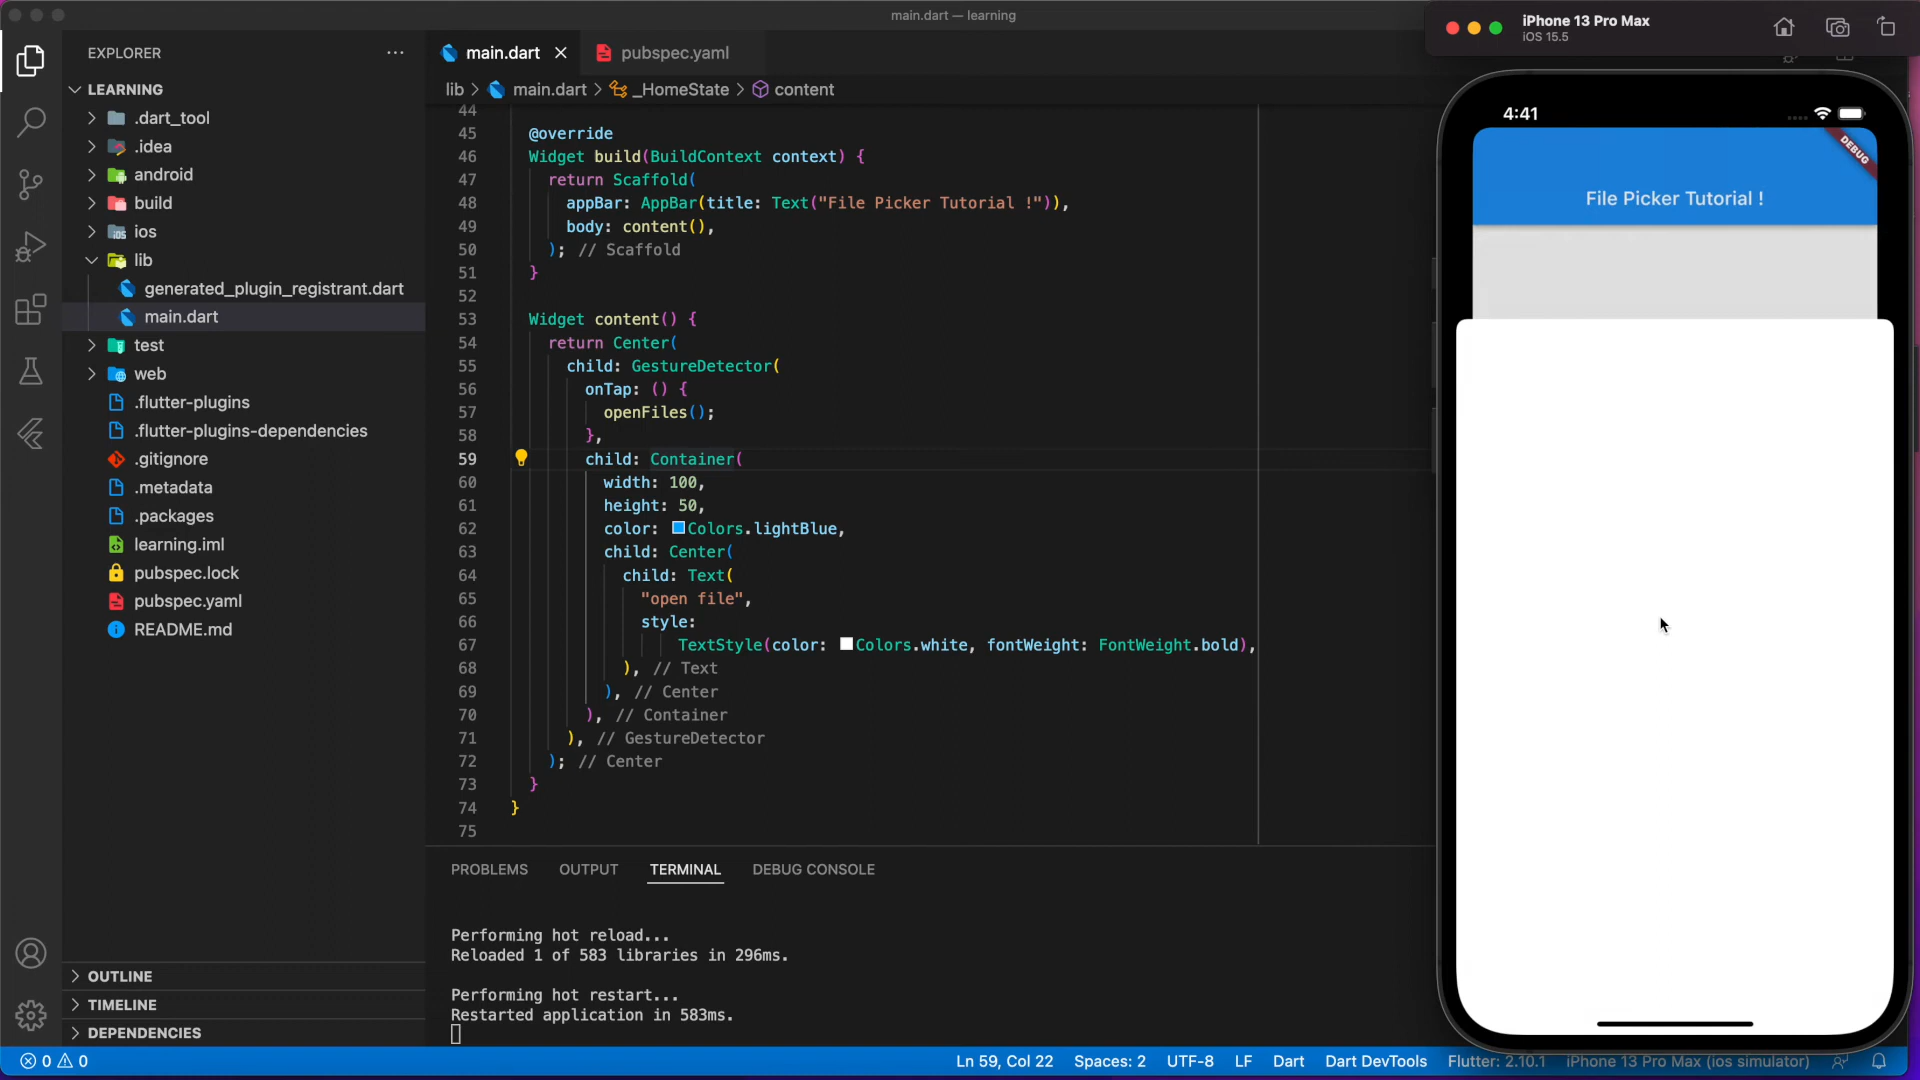 main.dart — learning
iPhone 13 Pro Max
iOS 15.5
EXPLORER
main.dart
pubspec.yaml
LEARNING
lib > main.dart > _HomeState > content
.dart_tool
.idea
android
build
ios
lib
generated_plugin_registrant.dart
main.dart
test
web
.flutter-plugins
.flutter-plugins-dependencies
.gitignore
.metadata
.packages
learning.iml
pubspec.lock
pubspec.yaml
README.md
OUTLINE
TIMELINE
DEPENDENCIES
44
45 @override
46 Widget build(BuildContext context) {
47 return Scaffold(
48 appBar: AppBar(title: Text("File Picker Tutorial !")),
49 body: content(),
50 ); // Scaffold
51 }
52
53 Widget content() {
54 return Center(
55 child: GestureDetector(
56 onTap: () {
57 openFiles();
58 },
59 child: Container(
60 width: 100,
61 height: 50,
62 color: Colors.lightBlue,
63 child: Center(
64 child: Text(
65 "open file",
66 style:
67 TextStyle(color: Colors.white, fontWeight: FontWeight.bold),
68 ), // Text
69 ), // Center
70 ), // Container
71 ), // GestureDetector
72 ); // Center
73 }
74 }
75
PROBLEMS OUTPUT TERMINAL DEBUG CONSOLE
Performing hot reload...
Reloaded 1 of 583 libraries in 296ms.
Performing hot restart...
Restarted application in 583ms.
4:41
DEBUG
File Picker Tutorial !
0 0
Ln 59, Col 22 Spaces: 2 UTF-8 LF Dart Dart DevTools Flutter: 2.10.1 iPhone 13 Pro Max (ios simulator)